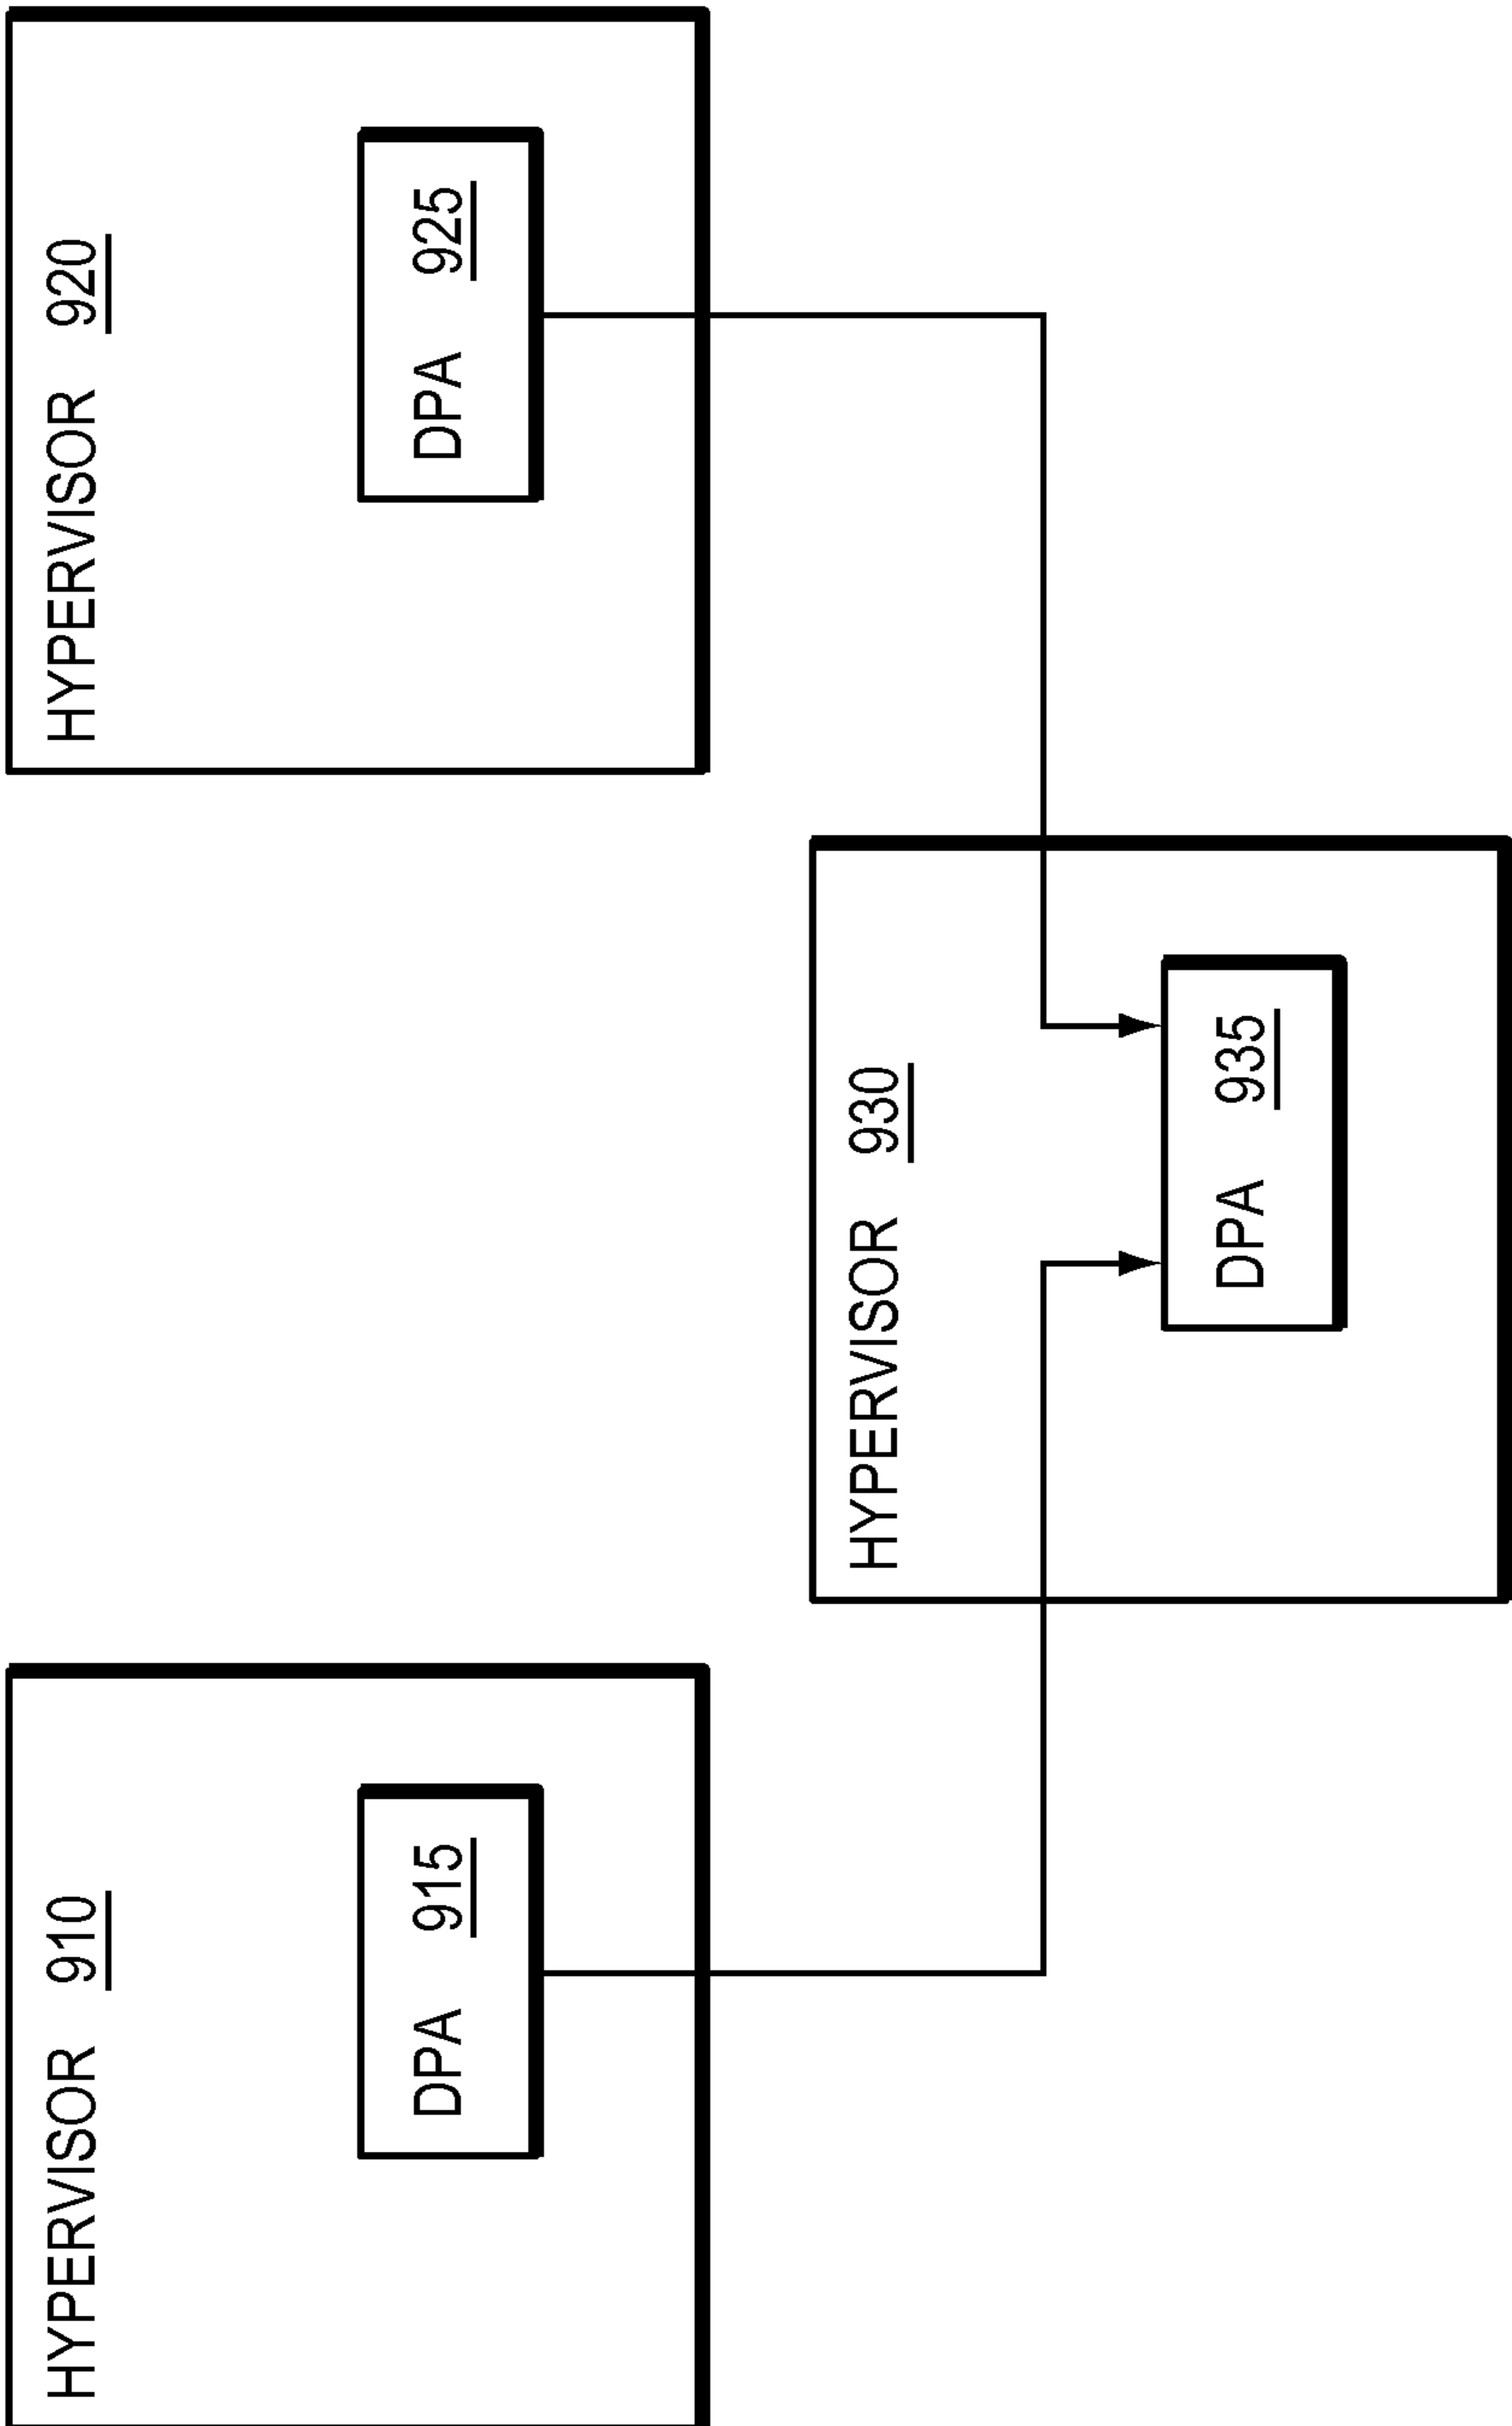 HYPERVISOR 910
DPA 915
HYPERVISOR 920
DPA 925
HYPERVISOR 930
DPA 935